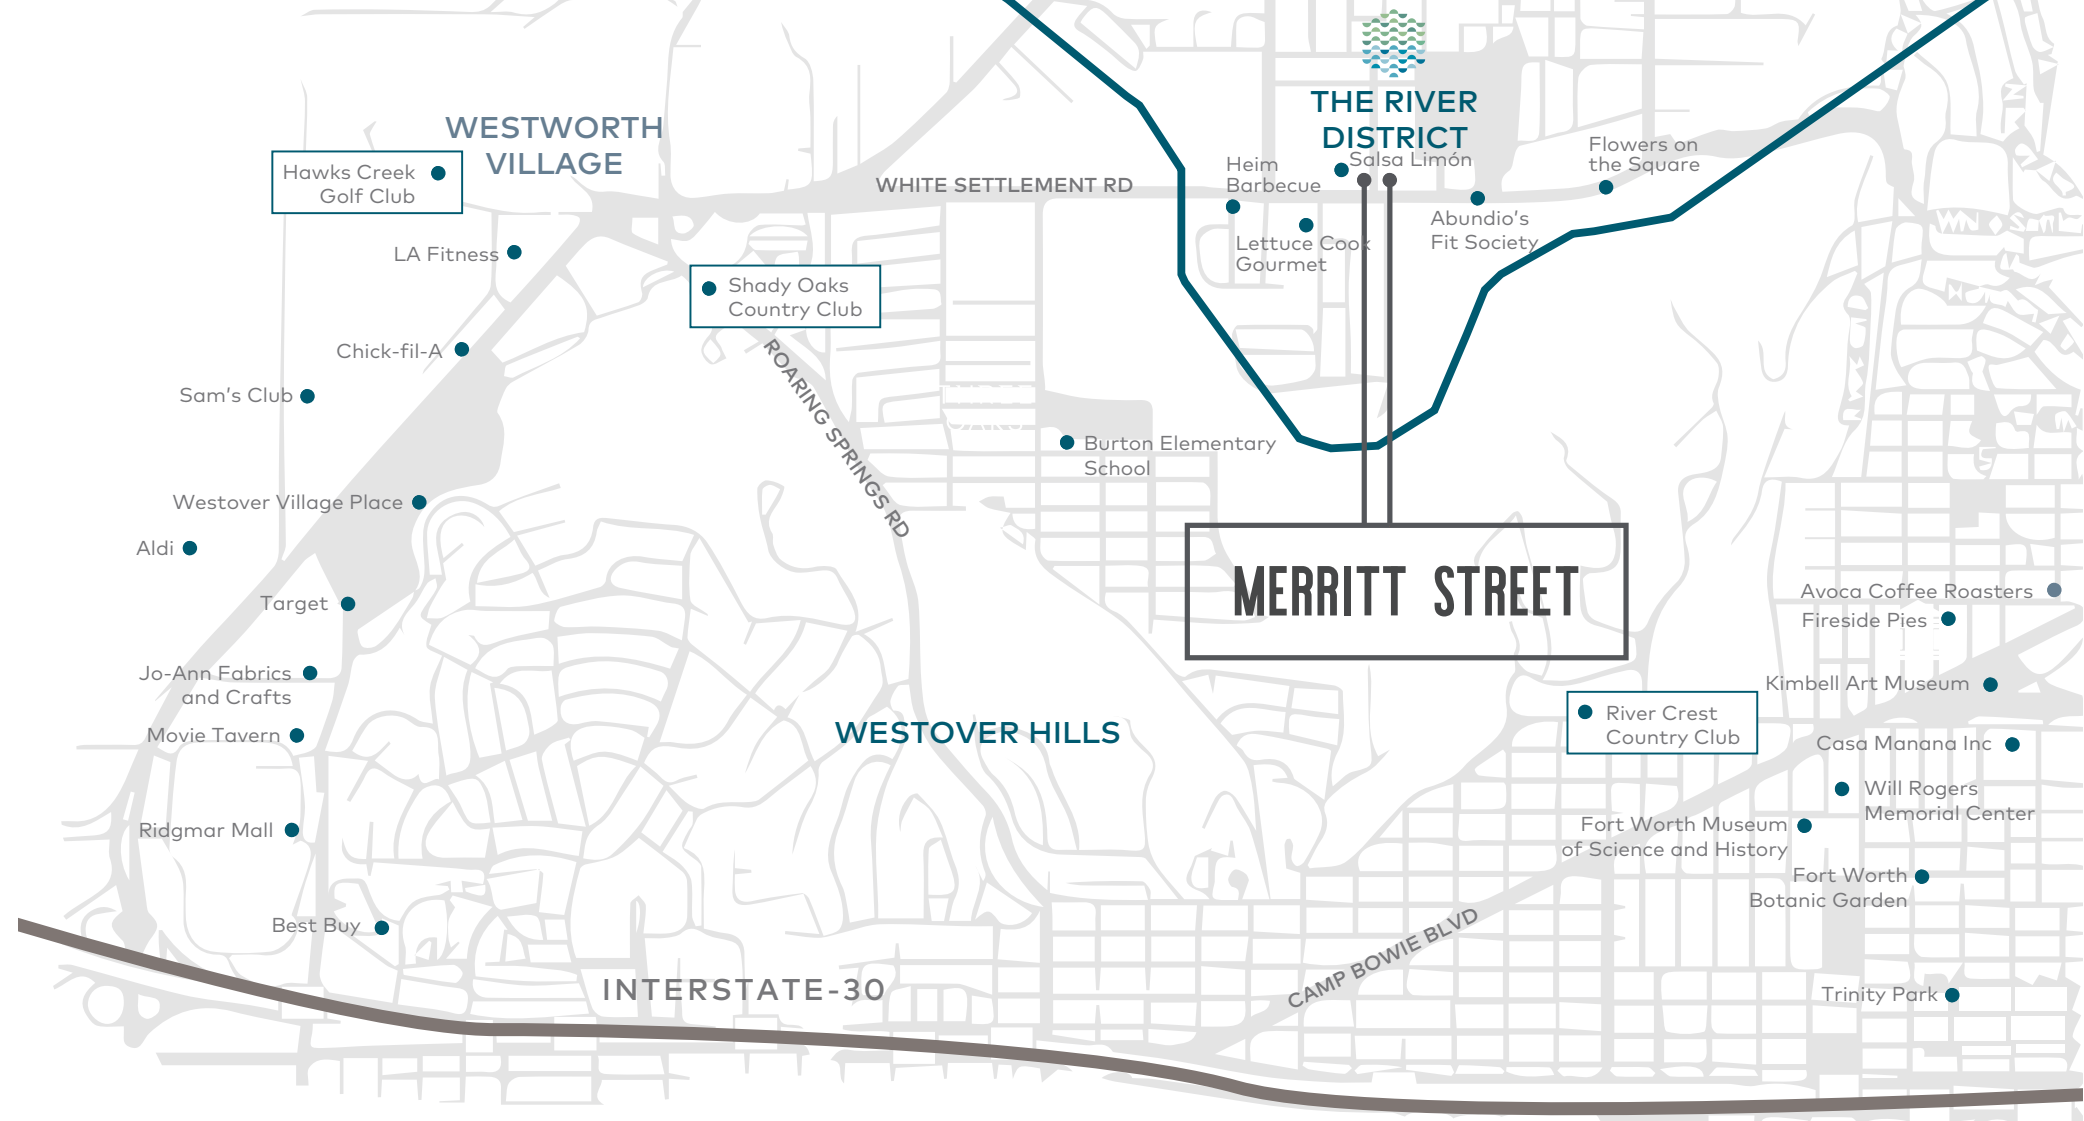 THE RIVER
DISTRICT
WESTWORTH
VILLAGE
Hawks Creek
Golf Club
WHITE SETTLEMENT RD
Heim
Barbecue
Salsa Limón
Flowers on
the Square
Lettuce Cook
Gourmet
Abundio's
Fit Society
LA Fitness
Shady Oaks
Country Club
Chick-fil-A
Sam's Club
ROARING SPRINGS RD
Burton Elementary
School
Westover Village Place
Aldi
Target
MERRITT STREET
Avoca Coffee Roasters
Fireside Pies
Jo-Ann Fabrics
and Crafts
Kimbell Art Museum
Movie Tavern
WESTOVER HILLS
River Crest
Country Club
Casa Manana Inc
Will Rogers
Memorial Center
Ridgmar Mall
Fort Worth Museum
of Science and History
Fort Worth
Botanic Garden
Best Buy
CAMP BOWIE BLVD
INTERSTATE-30
Trinity Park